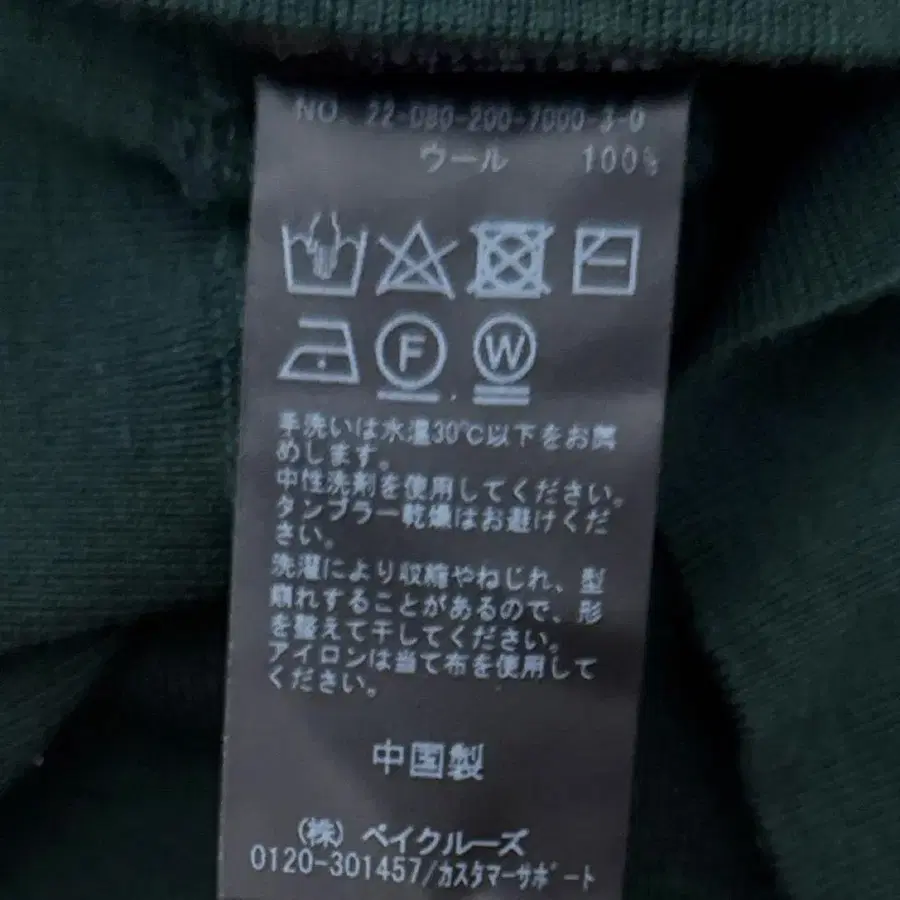 NO. 22-080-200-7000-3-0
ウール 100%
F W
手洗いは水温30℃以下をお薦
めします。
中性洗剤を使用してください。
タンブラー乾燥はお避けくだ
さい。
洗濯により収縮やねじれ、型
崩れすることがあるので、形
を整えて干してください。
アイロンは当て布を使用して
ください。
中国製
(株) ベイクルーズ
0120-301457/カスタマーサポート